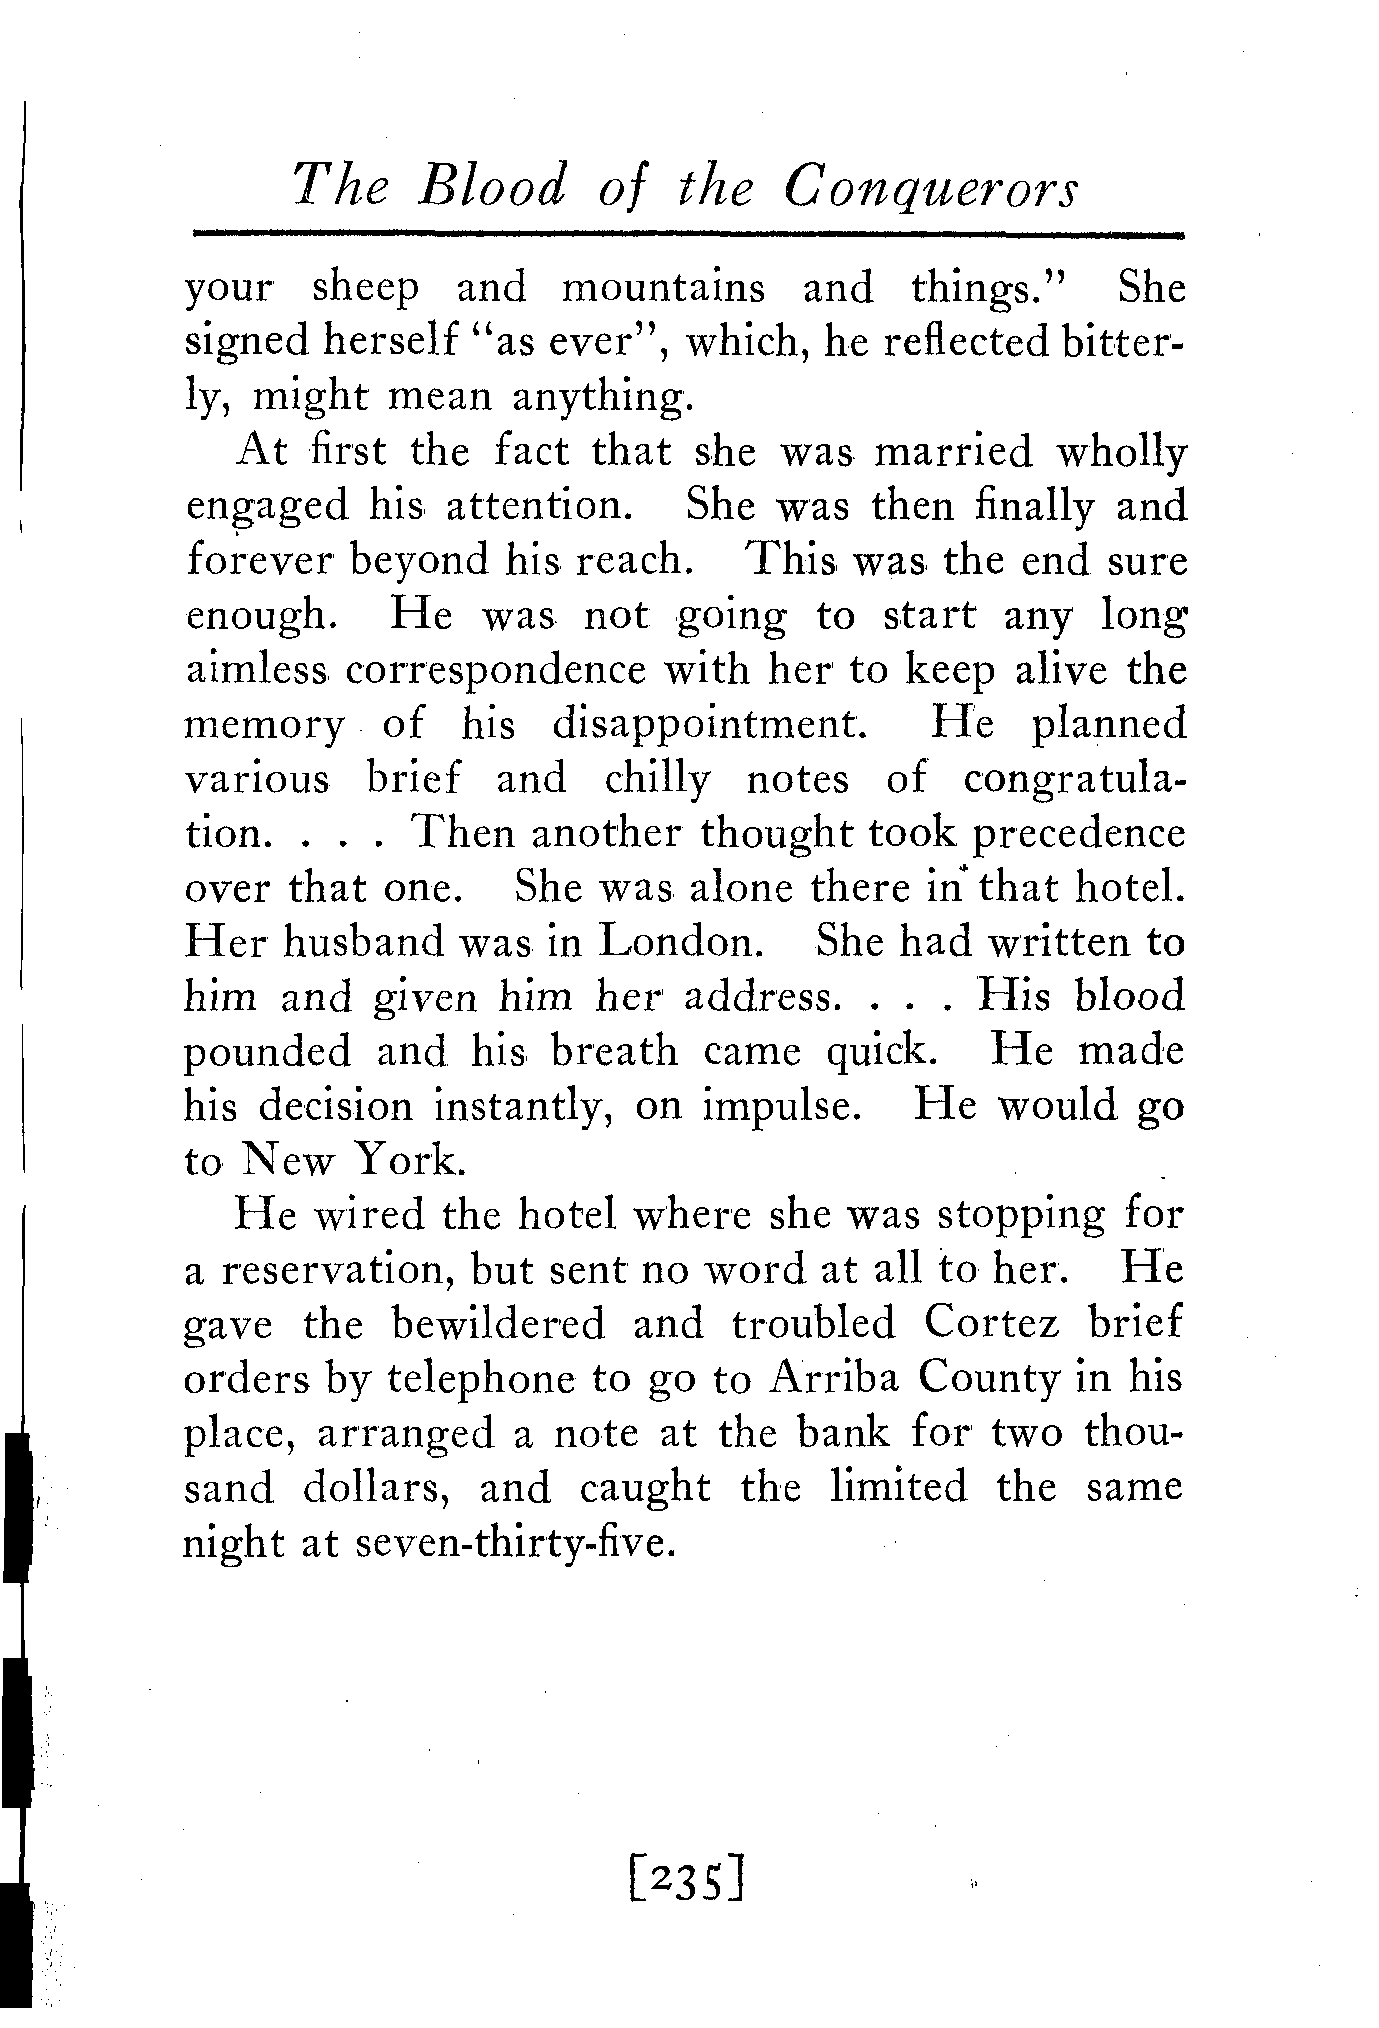 The Blood of the Conquerors
your sheep and mountains and things." She
signed herself "as ever", which, he reflected bitter-
ly, might mean anything.
At first the fact that she was married wholly
engaged his attention. She was then finally and
forever beyond his reach. This was the end sure
enough. He was not going to start any long
aimless correspondence with her to keep alive the
memory of his disappointment. He planned
various brief and chilly notes of congratula-
tion. . . . Then another thought took precedence
over that one. She was alone there in that hotel.
Her husband was in London. She had written to
him and given him her address. . . . His blood
pounded and his breath came quick. He made
his decision instantly, on impulse. He would go
to New York.
He wired the hotel where she was stopping for
a reservation, but sent no word at all to her. He
gave the bewildered and troubled Cortez brief
orders by telephone to go to Arriba County in his
place, arranged a note at the bank for two thou-
sand dollars, and caught the limited the same
night at seven-thirty-five.
[235]